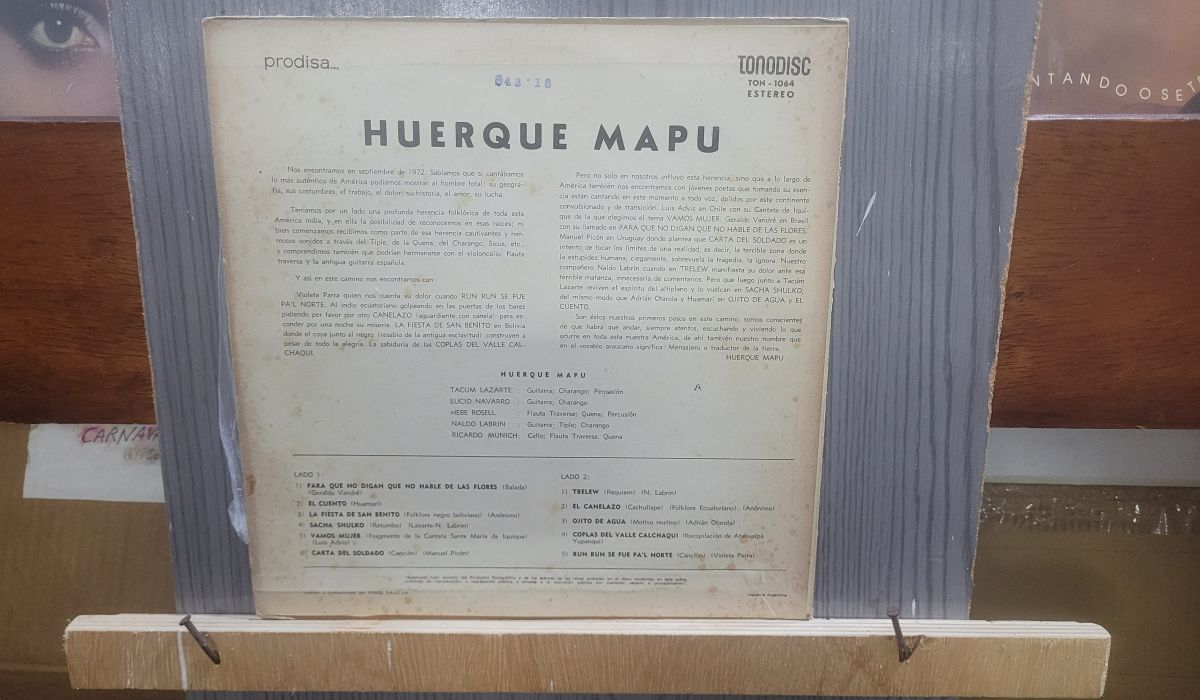 prodisa...
943'18
TONODISC
TON - 1064
ESTEREO
HUERQUE MAPU
Nos encontramos en septiembre de 1972. Sabíamos que si cantábamos
lo mas auténtico de América podíamos mostrar al hombre total; su geogra-
fía, sus costumbres, el trabajo, el dolor, su historia, el amor, su lucha.
Teníamos por un lado una profunda herencia folklórica de toda esta
América india, y en ella la posibilidad de reconocernos en esas raíces; ni
bien comenzamos recibimos como parte de esa herencia cautivantes y her-
mosos sonidos a través del Tiple, de la Quena, del Charango, Sicus, etc.,
y comprendimos también que podrían hermanarse con el violoncello, flauta
traversa y la antigua guitarra española.
Y así en este camino nos encontramos con:
Violeta Parra quien nos cuenta su dolor cuando RUN RUN SE FUE
PA'L NORTE. Al indio ecuatoriano golpeando en las puertas de los bares
pidiendo por favor por otro CANELAZO (aguardiente con canela) para es-
conder por una noche su miseria. LA FIESTA DE SAN BENITO en Bolivia
donde el coya junto al negro (resabio de la antigua esclavitud) construyen a
pesar de todo la alegría. La sabiduría de las COPLAS DEL VALLE CAL-
CHAQUI.
Pero no solo en nosotros influyó esta herencia, sino que a lo largo de
América también nos encontramos con jóvenes poetas que tomando su esen-
cia están cantando en este momento a toda voz, dolidos por este continente
convulsionado y de transición. Luis Advis en Chile con su Cantata de Iqui-
que de la que elegimos el tema VAMOS MUJER. Geraldo Vandré en Brasil
con su llamado en PARA QUE NO DIGAN QUE NO HABLE DE LAS FLORES.
Manuel Picón en Uruguay donde plantea que CARTA DEL SOLDADO es un
intento de tocar los límites de una realidad, es decir, la terrible zona donde
la estupidez humana, ciegamente, sobrevuela la tragedia, la ignora. Nuestro
compañero Naldo Labrin cuando en TRELEW manifiesta su dolor ante esa
terrible matanza, innecesaria de comentarios. Pero que luego junto a Tacum
Lazarte reviven el espíritu del altiplano y lo vuelcan en SACHA SHULKO,
del mismo modo que Adrián Otarola y Huamarí en OJITO DE AGUA y EL
CUENTO.
Son éstos nuestros primeros pasos en este camino, somos conscientes
de que habrá que andar, siempre atentos, escuchando y viviendo lo que
ocurre en toda esta nuestra América, de ahí también nuestro nombre que
en el vocablo araucano significa: Mensajero o traductor de la tierra.
HUERQUE MAPU
HUERQUE MAPU
TACUM LAZARTE : Guitarra; Charango; Percusión
LUCIO NAVARRO : Guitarra; Charango
HEBE ROSELL : Flauta Traversa; Quena; Percusión
NALDO LABRIN : Guitarra; Tiple; Charango
RICARDO MUNICH: Cello; Flauta Traversa. Quena
LADO 1:
1) PARA QUE NO DIGAN QUE NO HABLE DE LAS FLORES (Balada)
(Geraldo Vandré)
2) EL CUENTO (Huamarí)
3) LA FIESTA DE SAN BENITO (Folklore negro boliviano) (Anónimo)
4) SACHA SHULKO (Retumbo) (Lazarte-N. Labrin)
5) VAMOS MUJER (Fragmento de la Cantata Santa María de Iquique)
(Luis Advis)
6) CARTA DEL SOLDADO (Canción) (Manuel Picón)
LADO 2:
1) TRELEW (Requiem) (N. Labrin)
2) EL CANELAZO (Cachullape) (Folklore Ecuatoriano). (Anónimo)
3) OJITO DE AGUA (Motivo nortino) (Adrián Otarola)
4) COPLAS DEL VALLE CALCHAQUI (Recopilación de Atahualpa
Yupanqui)
5) RUN RUN SE FUE PA'L NORTE (Canción) (Violeta Parra)
Industria Argentina
NTANDO O SET
CARNAVA